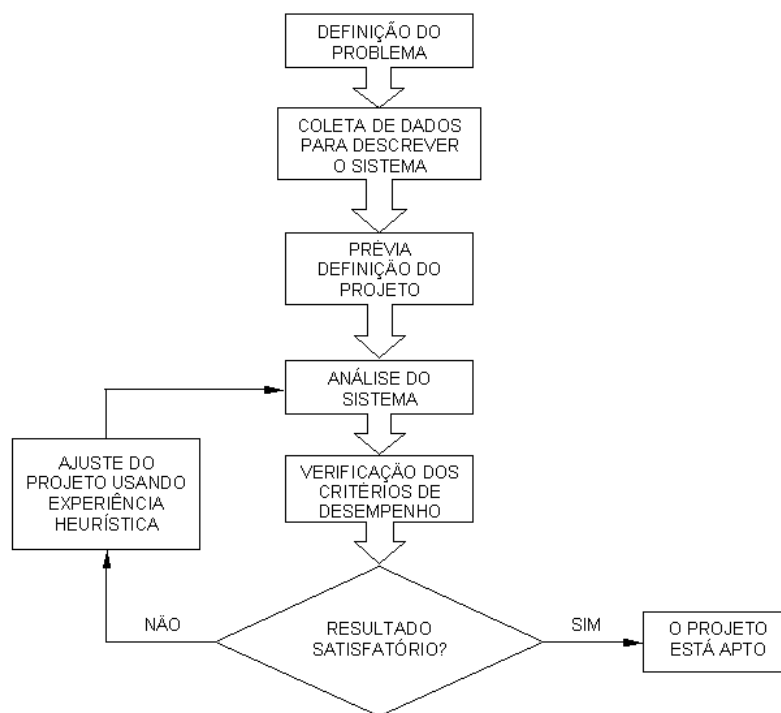 DEFINIÇÃO DO
PROBLEMA
COLETA DE DADOS
PARA DESCREVER
O SISTEMA
PRÉVIA
DEFINIÇÃO DO
PROJETO
ANÁLISE DO
SISTEMA
VERIFICAÇÃO DOS
CRITÉRIOS DE
DESEMPENHO
AJUSTE DO
PROJETO USANDO
EXPERIÊNCIA
HEURÍSTICA
NÃO
RESULTADO
SATISFATÓRIO?
SIM
O PROJETO
ESTÁ APTO